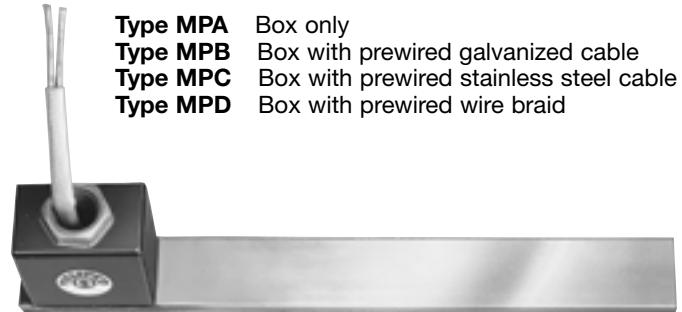 Type MPA Box only
Type MPB Box with prewired galvanized cable
Type MPC Box with prewired stainless steel cable
Type MPD Box with prewired wire braid